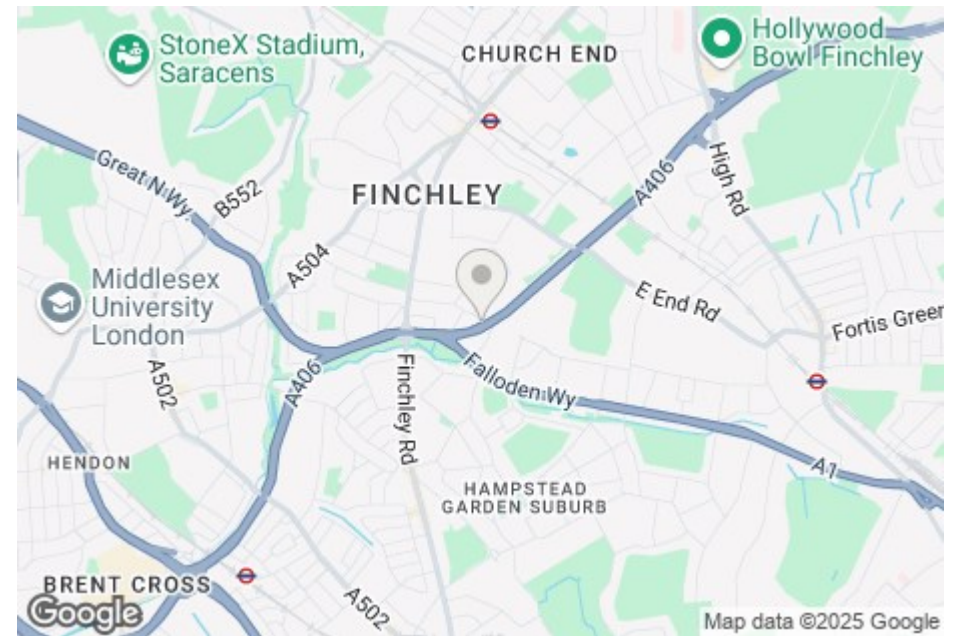 StoneX Stadium,
Saracens
CHURCH END
Hollywood
Bowl Finchley
Great N Wy
B552
FINCHLEY
A406
High Rd
A504
Middlesex
University
London
E End Rd
Fortis Green
A502
A406
Finchley Rd
Falloden Wy
HENDON
A1
HAMPSTEAD
GARDEN SUBURB
BRENT CROSS
A502
Google
Map data ©2025 Google